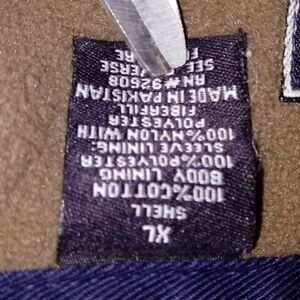 XL
SHELL
100%COTTON
BODY LINING
100%POLYESTER
SLEEVE LINING:
100%NYLON WITH
POLYESTER
FIBERFILL
MADE IN PAKISTAN
RN#92608
SEE REVERSE